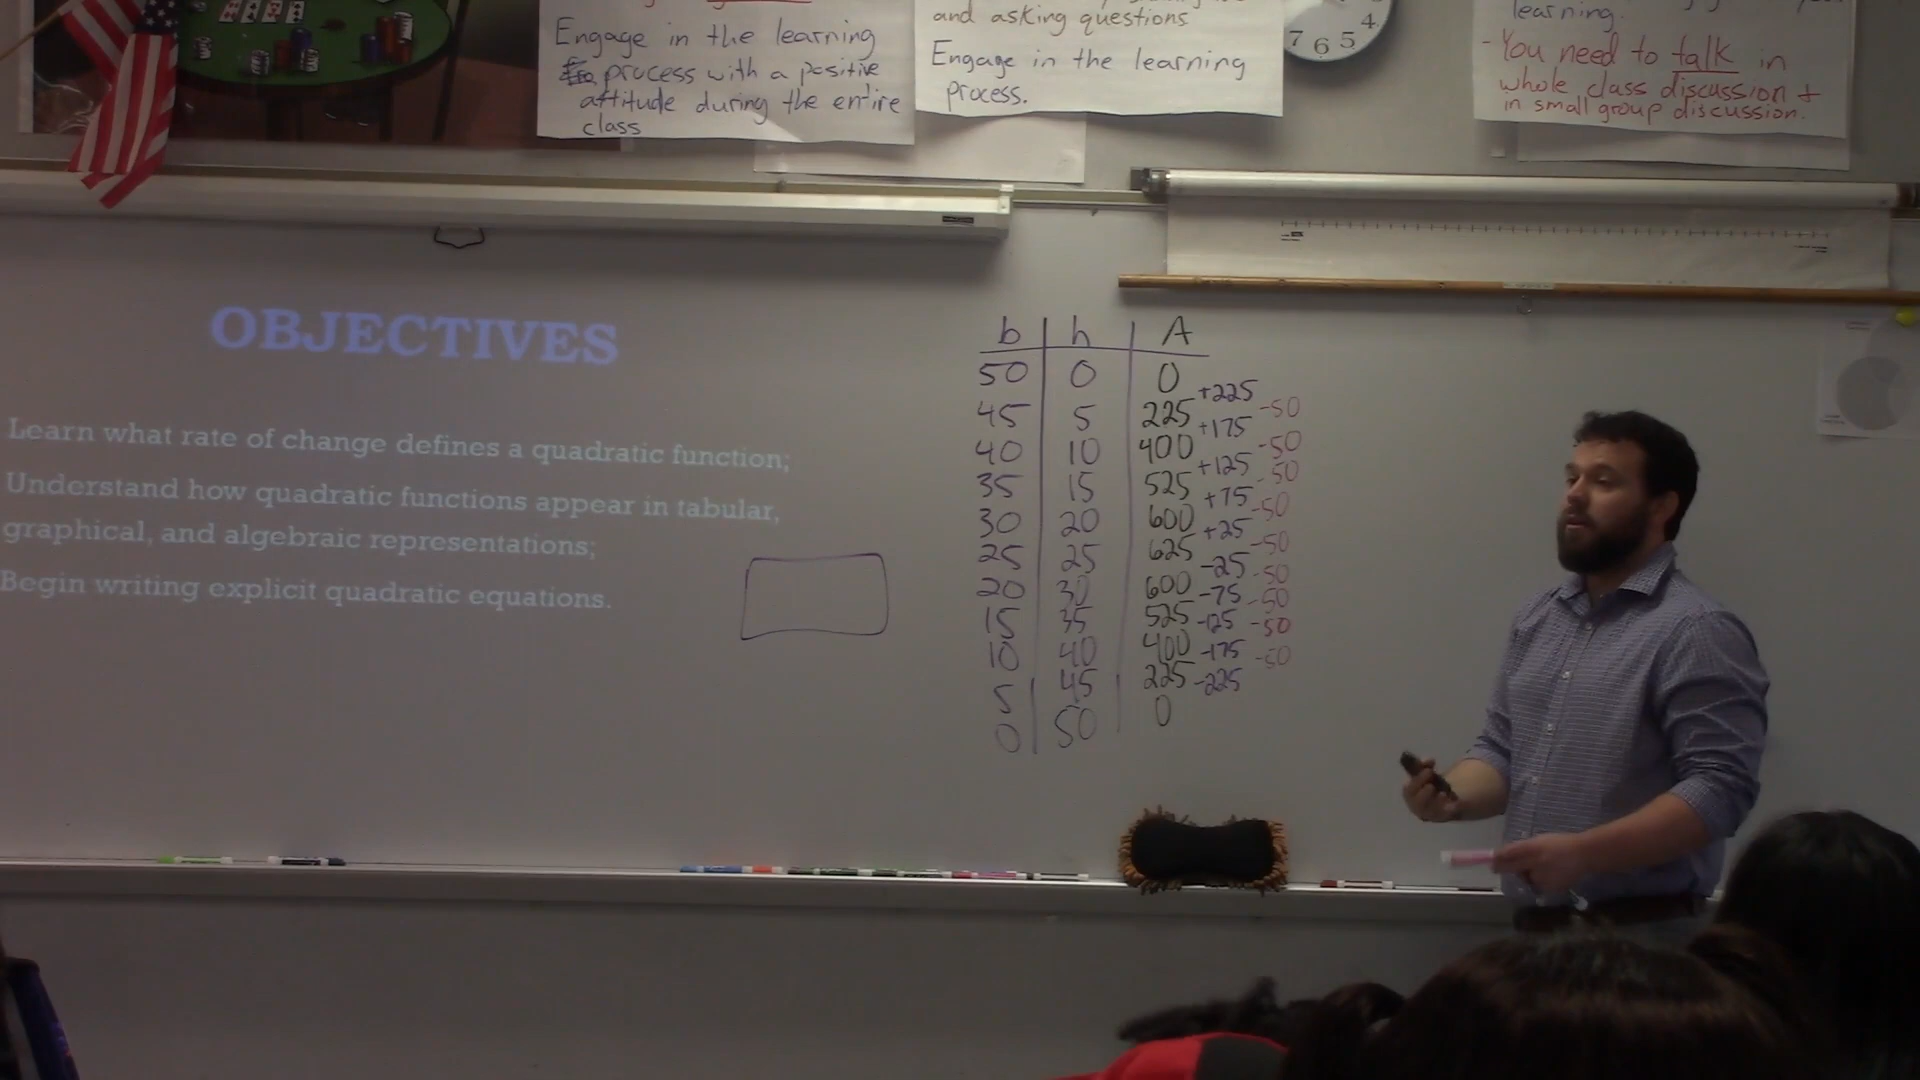 Engage in the learning
process with a positive
attitude during the entire
class
and asking questions
Engage in the learning
process.
4
7 6 5
learning.
- You need to talk in
whole class discussion +
in small group discussion.
OBJECTIVES
Learn what rate of change defines a quadratic function;
Understand how quadratic functions appear in tabular,
graphical, and algebraic representations;
Begin writing explicit quadratic equations.
b h A
50 0 0
+225
45 5 225 -50
+175
40 10 400 -50
+125
35 15 525 -50
+75
30 20 600 -50
+25
25 25 625 -50
-25
20 30 600 -50
-75
15 35 525 -50
-125
10 40 400 -50
-175
5 45 225 -50
-225
0 50 0